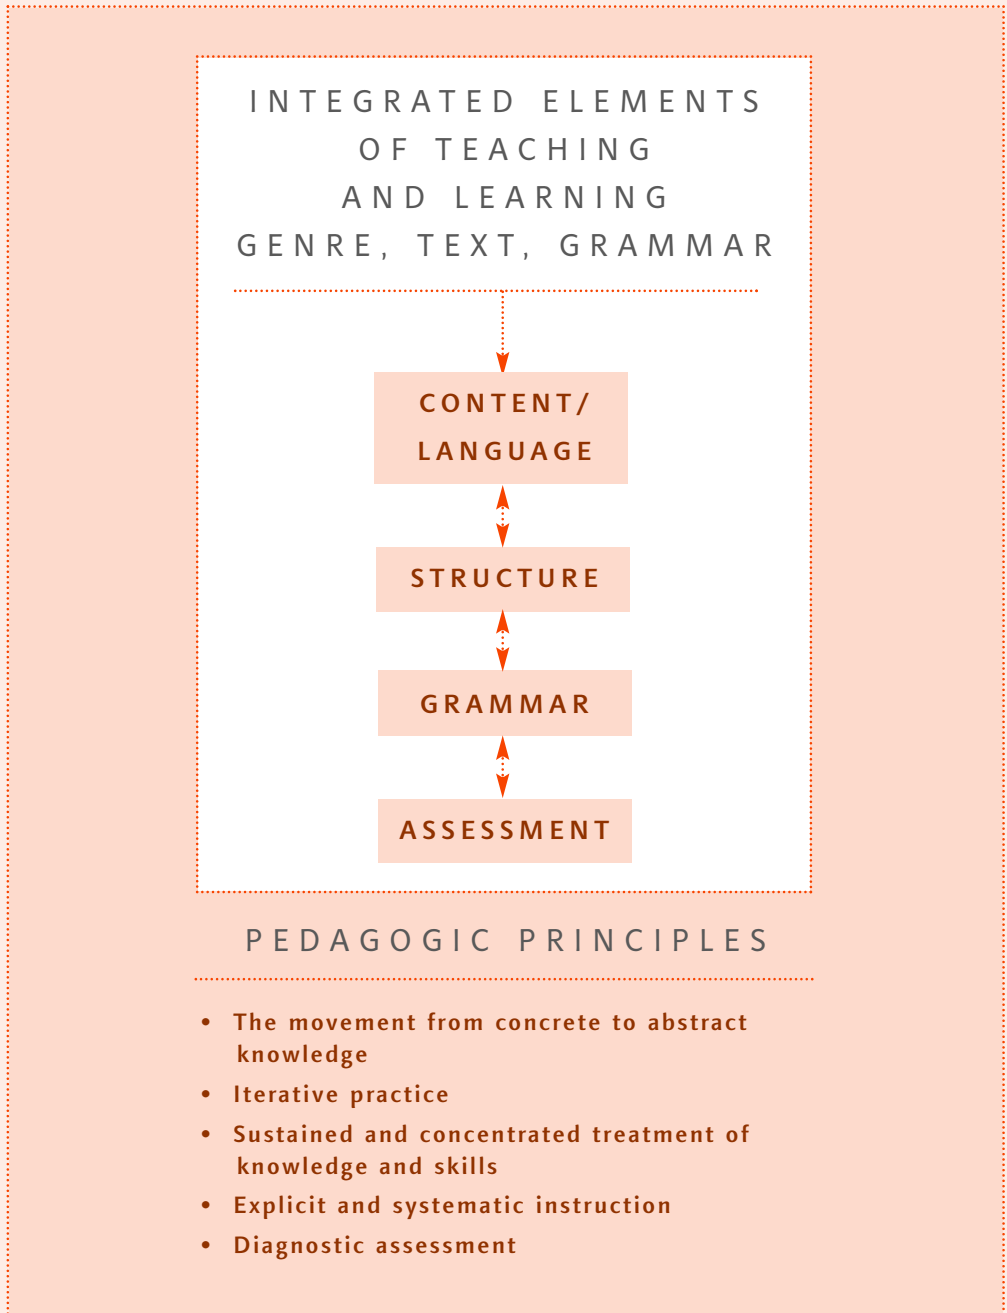 INTEGRATED ELEMENTS
OF TEACHING
AND LEARNING
GENRE, TEXT, GRAMMAR
CONTENT/
LANGUAGE
STRUCTURE
GRAMMAR
ASSESSMENT
PEDAGOGIC PRINCIPLES
• The movement from concrete to abstract
knowledge
• Iterative practice
• Sustained and concentrated treatment of
knowledge and skills
• Explicit and systematic instruction
• Diagnostic assessment